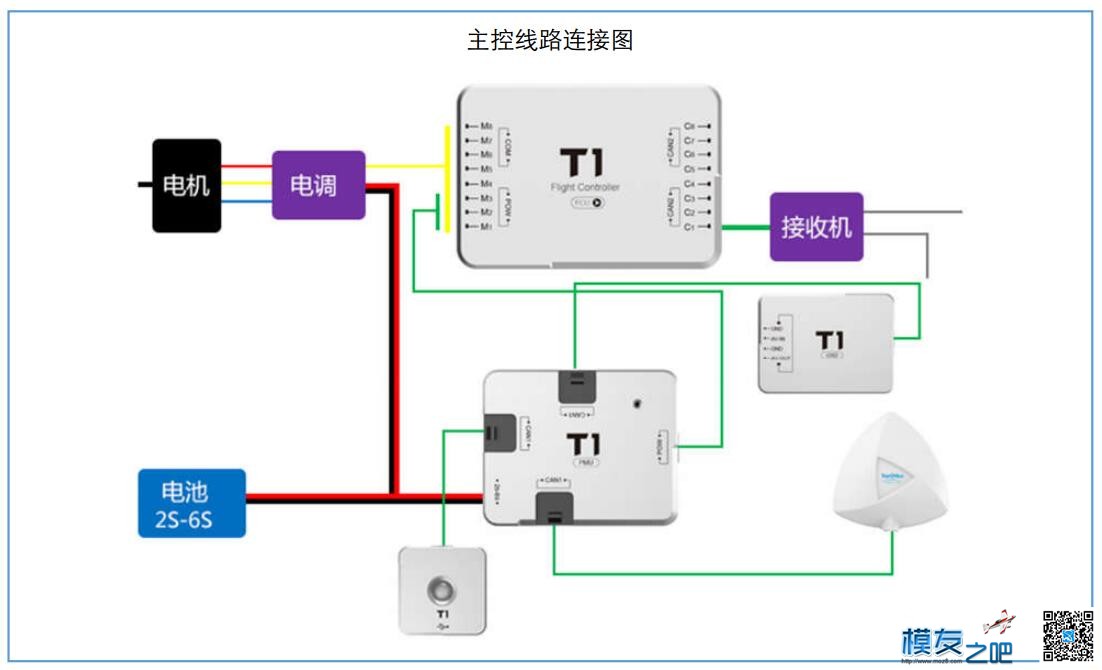 主控线路连接图
M8
M7
M6
M5
M4
M3
M2
M1
COM
POW
T1
Flight Controller
FCU
CAN2
CAN2
C8
C7
C6
C5
C4
C3
C2
C1
电机
电调
接收机
GND
AV IN
GND
AV OUT
T1
CAN1
CAN1
T1
PMU
POW
CAN1
2S-6S
电池
2S-6S
T1
模友之吧
http://www.moz8.com